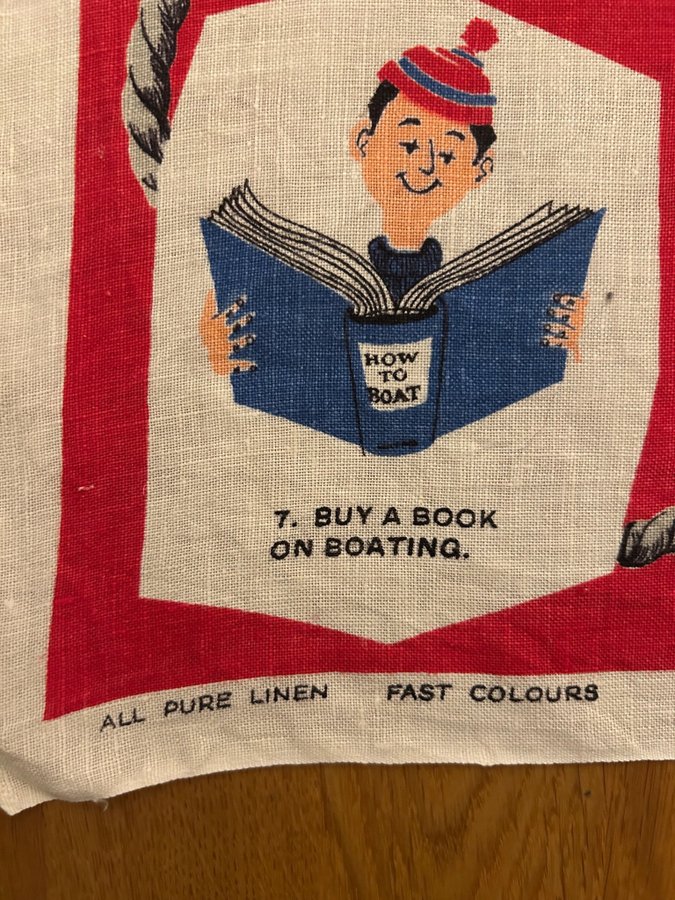 HOW
TO
BOAT
7. BUY A BOOK
ON BOATING.
ALL PURE LINEN FAST COLOURS